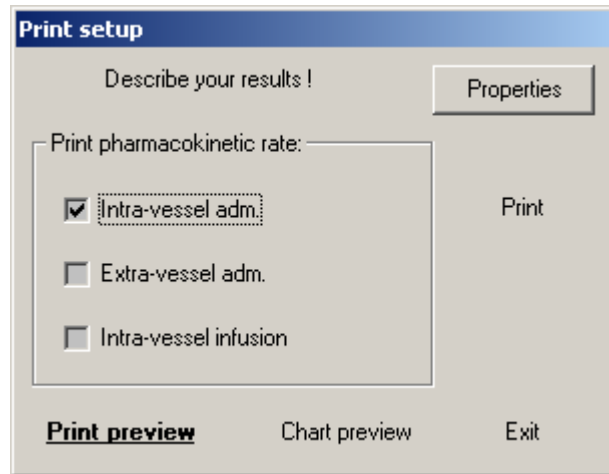 Print setup
Describe your results !
Properties
Print pharmacokinetic rate:
Intra-vessel adm.
Print
Extra-vessel adm.
Intra-vessel infusion
Print preview
Chart preview
Exit